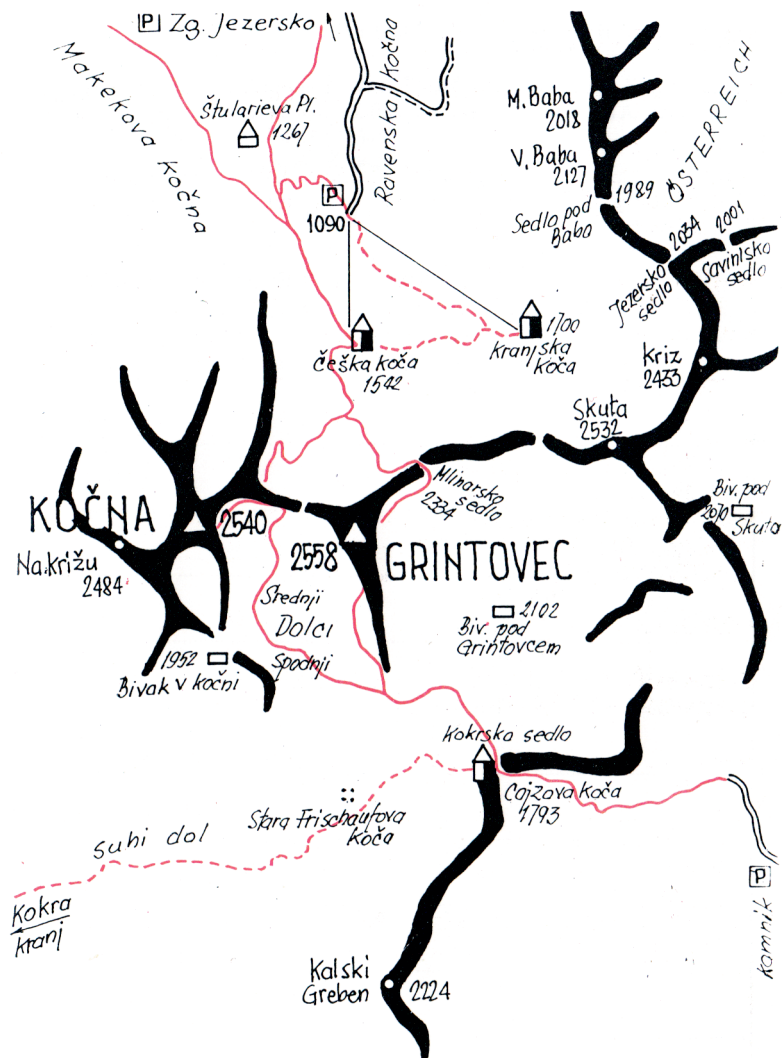 P Zg. Jezersko
Makekova kočna
Štularieva Pl.
1267
Ravenska kočna
P
1090
M. Baba
2018
V. Baba
2127
ÖSTERREICH
1989
Sedlo pod
Babo
2034
2001
Jezersko
sedlo
Savinlsko
sedlo
1700
Kranjska
koča
Češka koča
1542
Kriz
2433
Skuta
2532
Mlinarsko
sedlo
2334
Biv. pod
2070
Skuto
KOČNA
2540
Na križu
2484
2558
GRINTOVEC
Srednji
Dolci
Spodnji
2102
Biv. pod
Grintovcem
1952
Bivak v kočni
Kokrska sedlo
Cojzova koča
1793
Stara Frischaufova
koča
Suhi dol
Kokra
Kranj
P
Kamnik
Kalski
Greben
2224